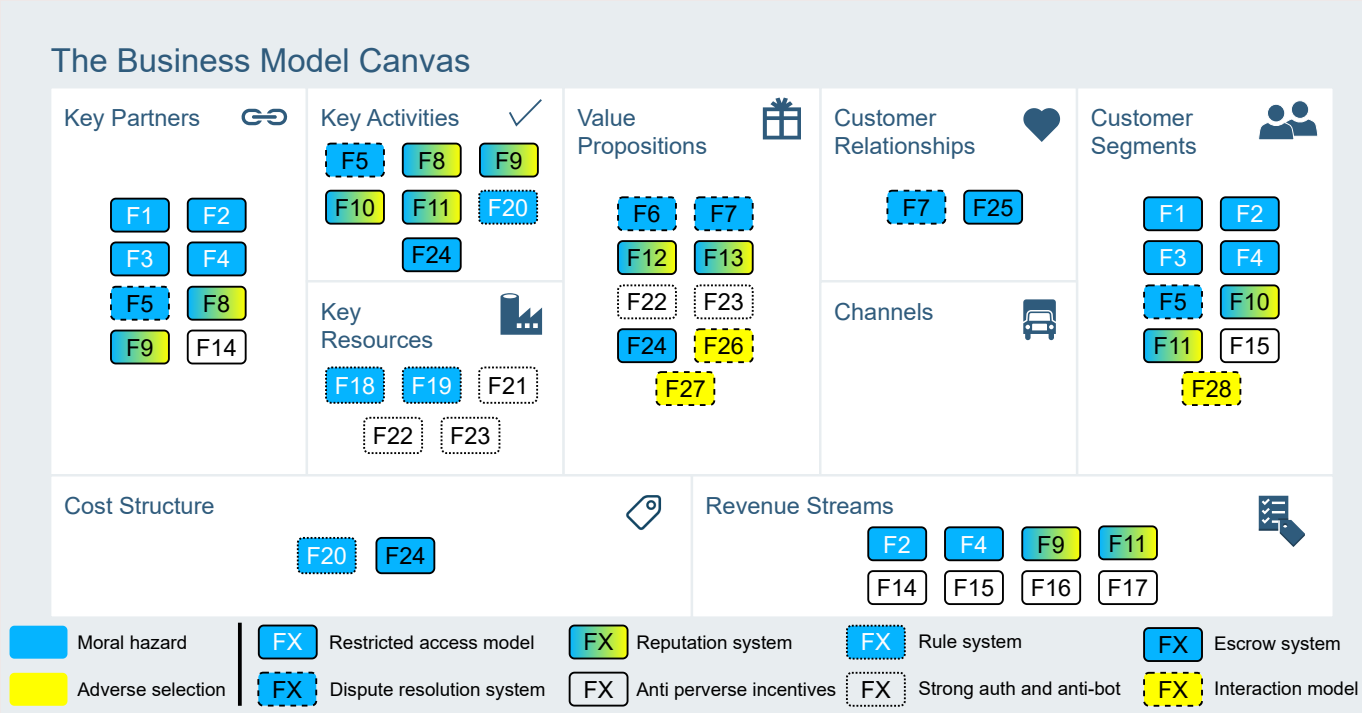 The Business Model Canvas
Key Partners
F1 F2
F3 F4
F5 F8
F9 F14
Key Activities
F5 F8 F9
F10 F11 F20
F24
Key
Resources
F18 F19 F21
F22 F23
Value
Propositions
F6 F7
F12 F13
F22 F23
F24 F26
F27
Customer
Relationships
F7 F25
Channels
Customer
Segments
F1 F2
F3 F4
F5 F10
F11 F15
F28
Cost Structure
F20 F24
Revenue Streams
F2 F4 F9 F11
F14 F15 F16 F17
Moral hazard
Adverse selection
FX Restricted access model
FX Dispute resolution system
FX Reputation system
FX Anti perverse incentives
FX Rule system
FX Strong auth and anti-bot
FX Escrow system
FX Interaction model